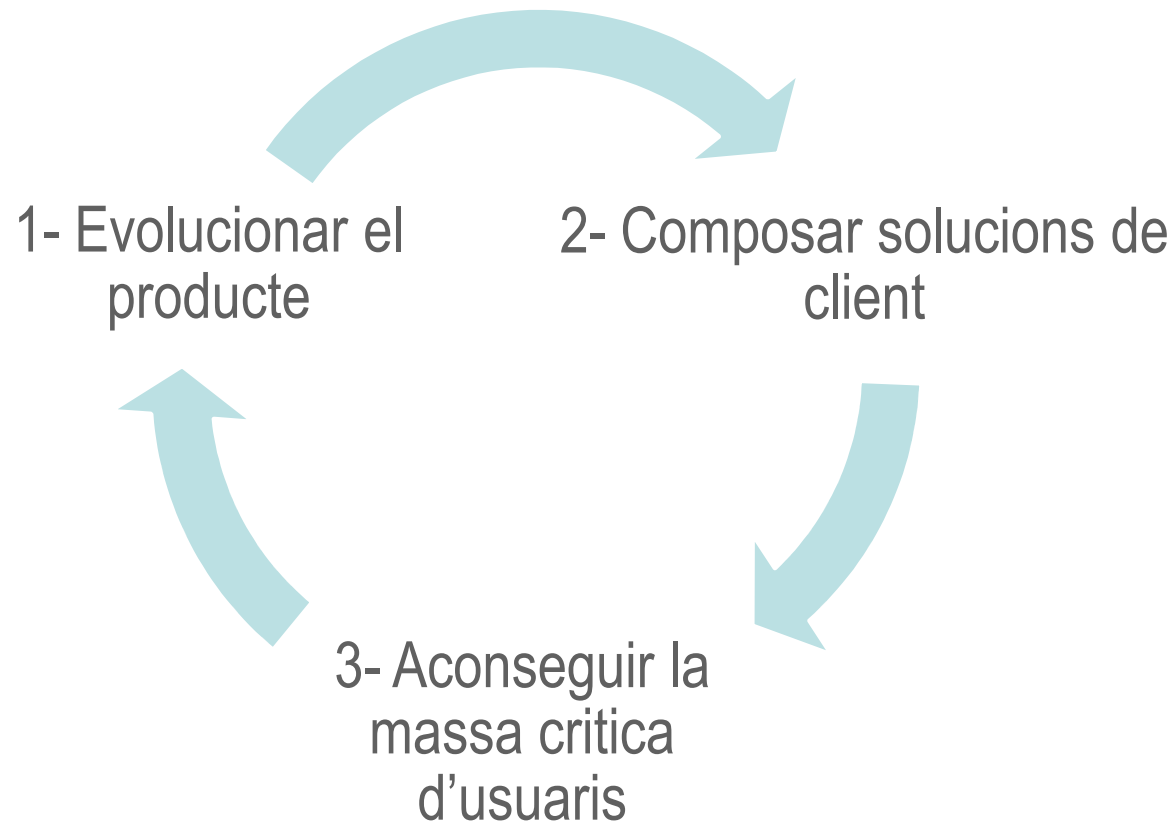 1- Evolucionar el
producte
2- Composar solucions de
client
3- Aconseguir la
massa critica
d’usuaris